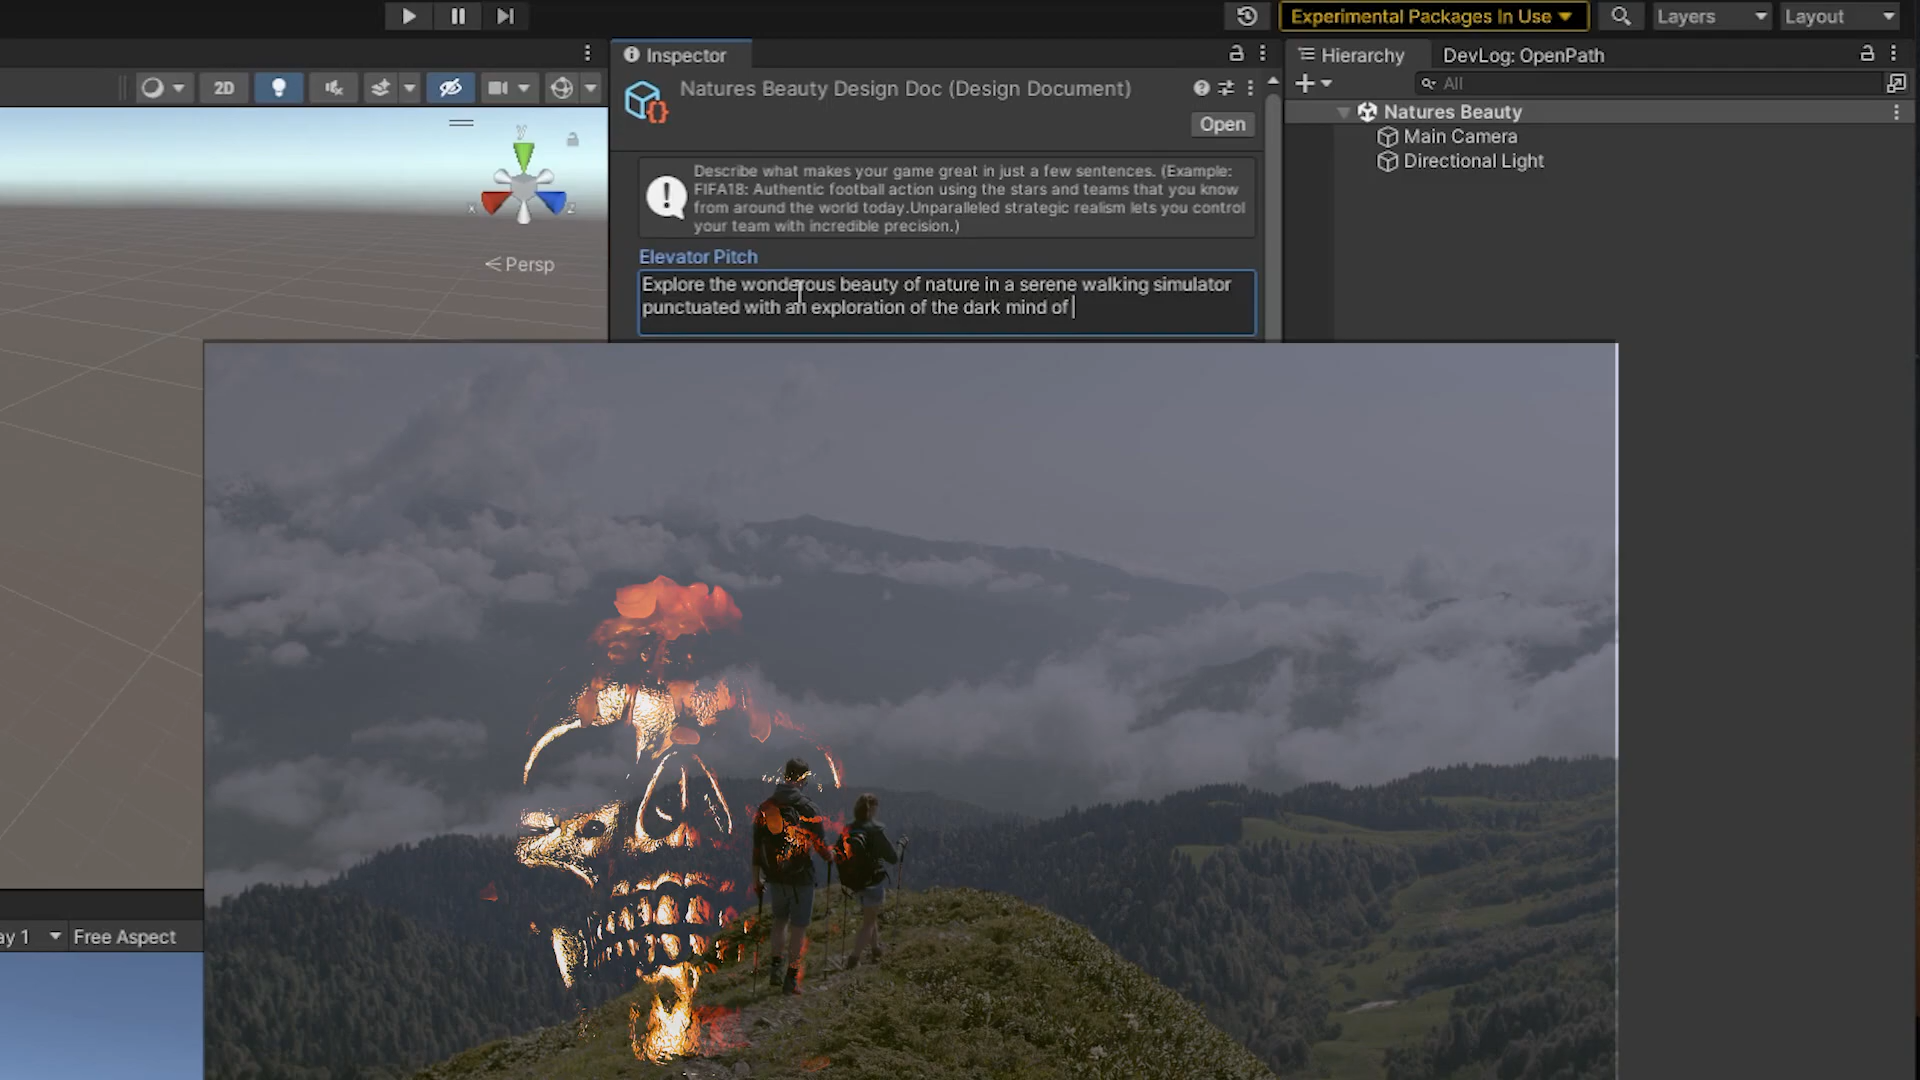 Experimental Packages In Use
Layers
Layout
Inspector
Hierarchy
DevLog: OpenPath
2D
Natures Beauty Design Doc (Design Document)
All
Open
Natures Beauty
Main Camera
Directional Light
Describe what makes your game great in just a few sentences. (Example:
FIFA18: Authentic football action using the stars and teams that you know
from around the world today.Unparalleled strategic realism lets you control
your team with incredible precision.)
y
x
z
Persp
Elevator Pitch
Explore the wonderous beauty of nature in a serene walking simulator
punctuated with an exploration of the dark mind of
ay 1
Free Aspect